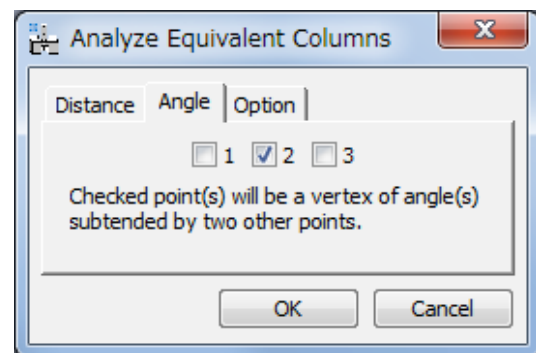 Analyze Equivalent Columns
Distance Angle Option
1 2 3
Checked point(s) will be a vertex of angle(s)
subtended by two other points.
OK Cancel